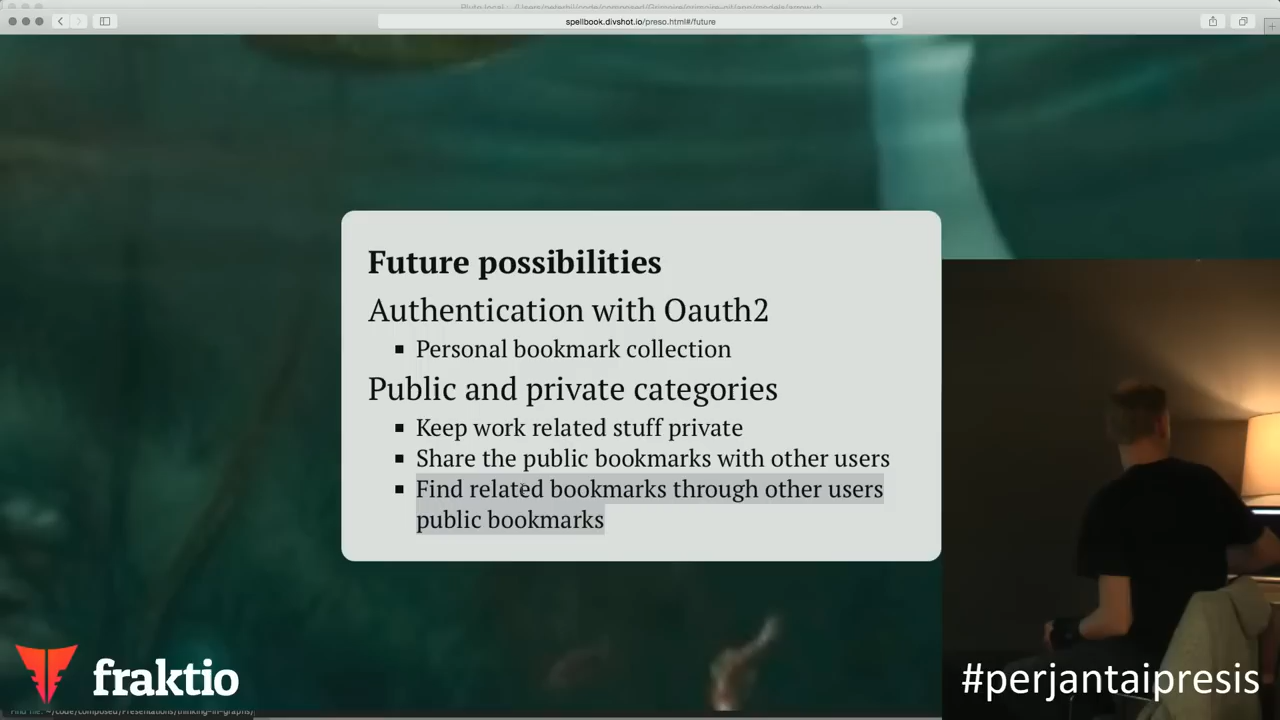 spellbook.divshot.io/preso.html#/future
Future possibilities
Authentication with Oauth2
▪ Personal bookmark collection
Public and private categories
▪ Keep work related stuff private
▪ Share the public bookmarks with other users
▪ Find related bookmarks through other users
public bookmarks
fraktio
#perjantaipresis